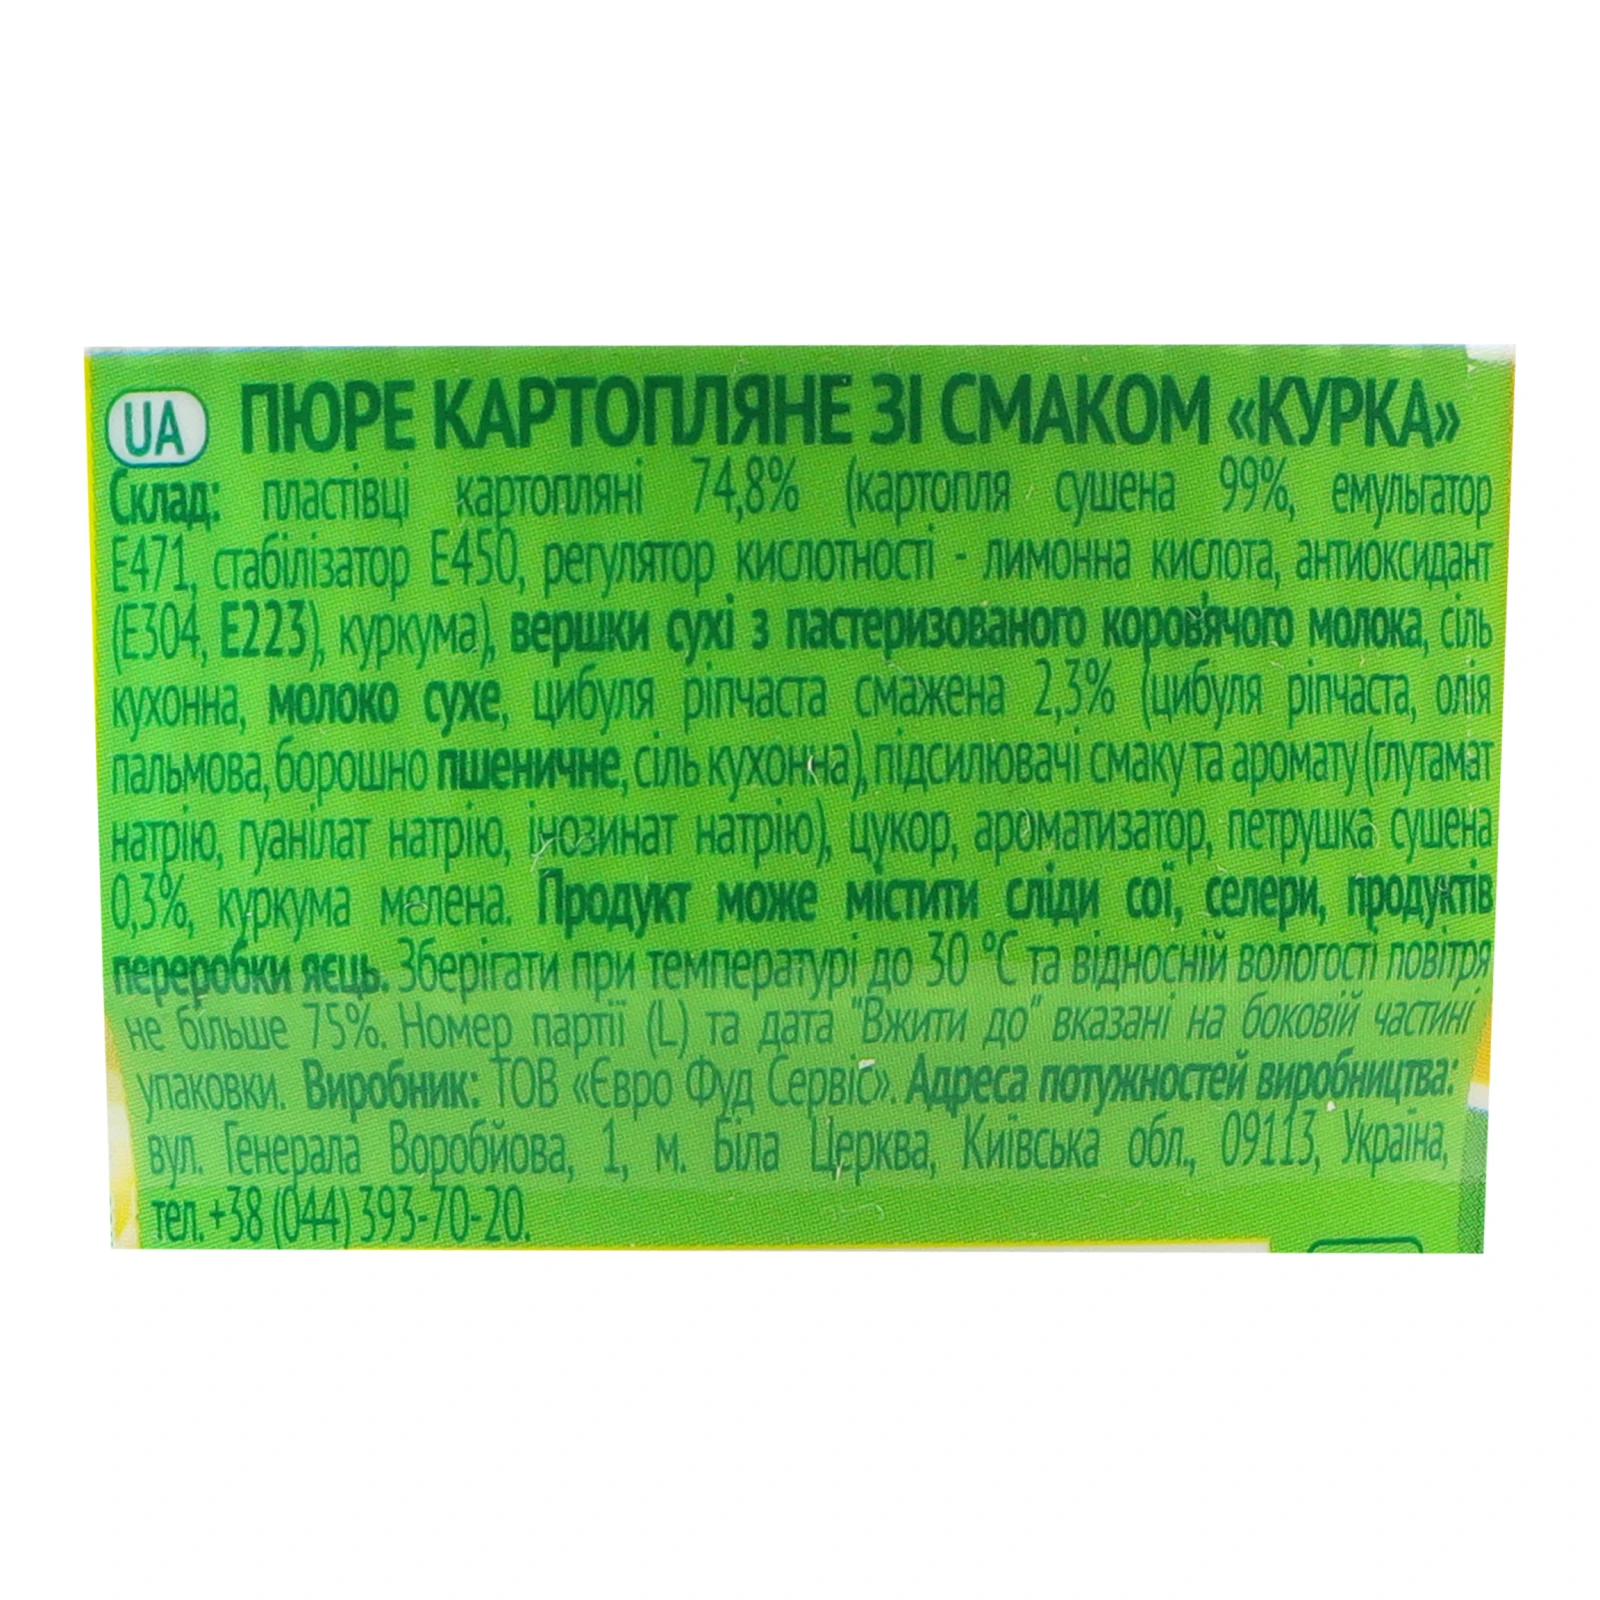 UA ПЮРЕ КАРТОПЛЯНЕ ЗІ СМАКОМ «КУРКА»
Склад: пластівці картопляні 74,8% (картопля сушена 99%, емульгатор
Е471, стабілізатор Е450, регулятор кислотності - лимонна кислота, антиоксидант
(Е304, Е223), куркума), вершки сухі з пастеризованого коров'ячого молока, сіль
кухонна, молоко сухе, цибуля ріпчаста смажена 2,3% (цибуля ріпчаста, олія
пальмова, борошно пшеничне, сіль кухонна), підсилювачі смаку та аромату (глутамат
натрію, гуанілат натрію, інозинат натрію), цукор, ароматизатор, петрушка сушена
0,3%, куркума мелена. Продукт може містити сліди сої, селери, продуктів
переробки яєць. Зберігати при температурі до 30 °С та відносній вологості повітря
не більше 75%. Номер партії (L) та дата "Вжити до" вказані на боковій частині
упаковки. Виробник: ТОВ «Євро Фуд Сервіс». Адреса потужностей виробництва:
вул. Генерала Воробйова, 1, м. Біла Церква, Київська обл., 09113, Україна,
тел. +38 (044) 393-70-20.